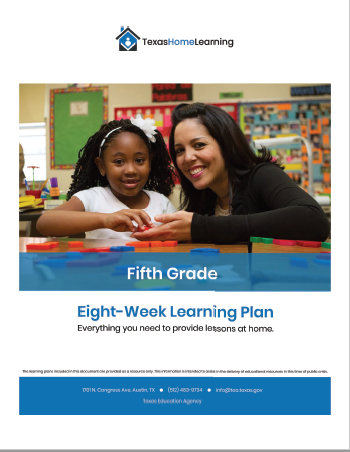 TexasHomeLearning
Fifth Grade
Eight-Week Learning Plan
Everything you need to provide lessons at home.
The learning plans included in this document are provided as a resource only. This information is intended to assist in the delivery of educational resources in this time of public crisis.
1701 N. Congress Ave. Austin, TX • (512) 463-9734 • info@tea.texas.gov
Texas Education Agency